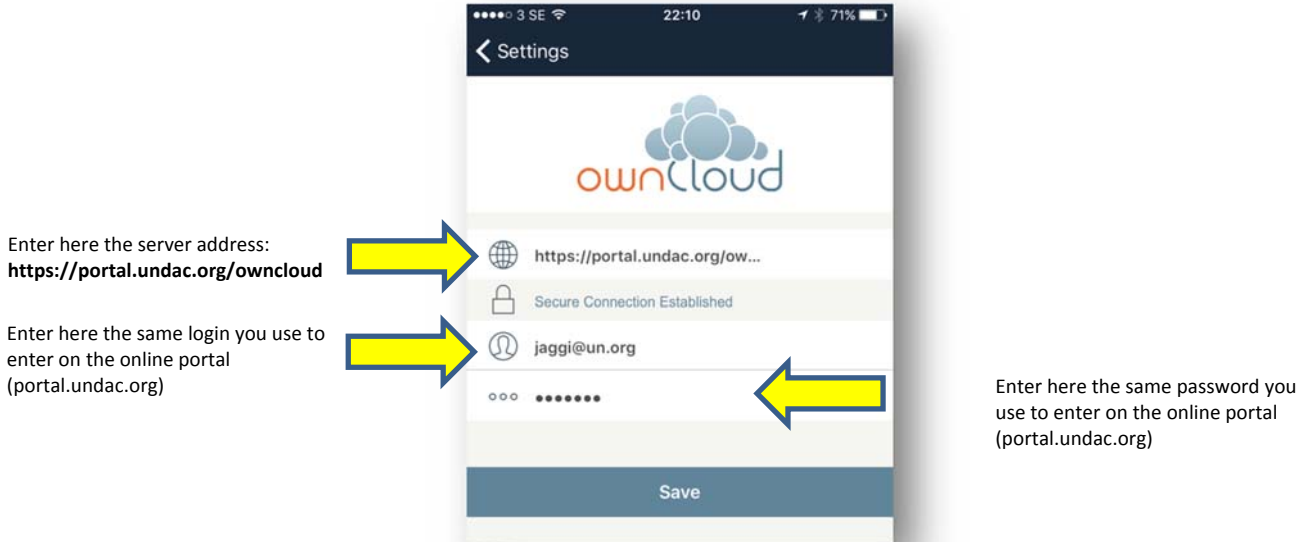 3 SE 22:10 71%
Settings
ownCloud
Enter here the server address:
https://portal.undac.org/owncloud
https://portal.undac.org/ow...
Secure Connection Established
Enter here the same login you use to
enter on the online portal
(portal.undac.org)
jaggi@un.org
•••••••
Enter here the same password you
use to enter on the online portal
(portal.undac.org)
Save